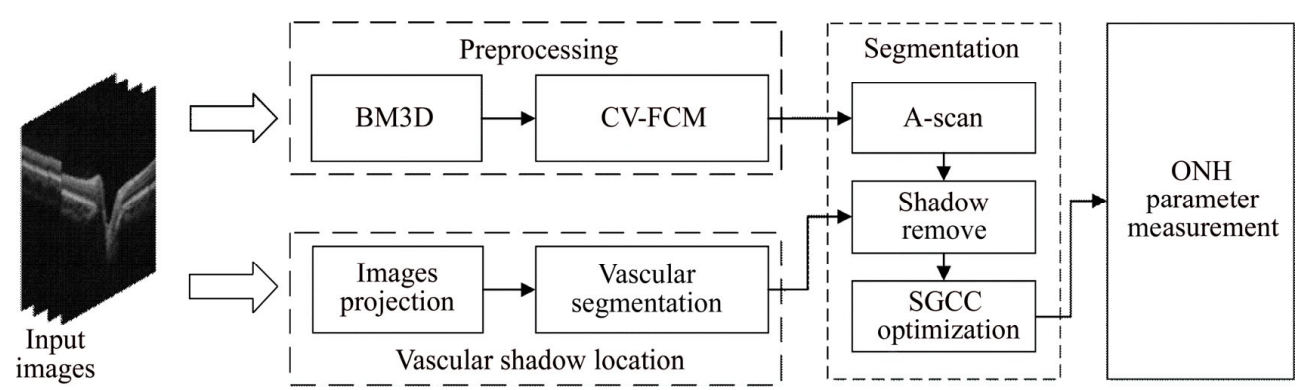 Input
images
Preprocessing
BM3D
CV-FCM
Images
projection
Vascular
segmentation
Vascular shadow location
Segmentation
A-scan
Shadow
remove
SGCC
optimization
ONH
parameter
measurement